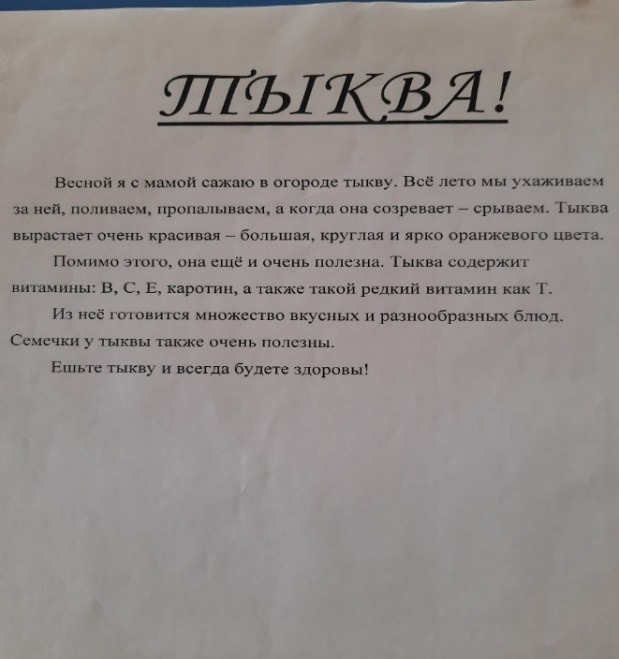 ТЫКВА!
Весной я с мамой сажаю в огороде тыкву. Всё лето мы ухаживаем
за ней, поливаем, пропалываем, а когда она созревает – срываем. Тыква
вырастает очень красивая – большая, круглая и ярко оранжевого цвета.
Помимо этого, она ещё и очень полезна. Тыква содержит
витамины: В, С, Е, каротин, а также такой редкий витамин как Т.
Из неё готовится множество вкусных и разнообразных блюд.
Семечки у тыквы также очень полезны.
Ешьте тыкву и всегда будете здоровы!